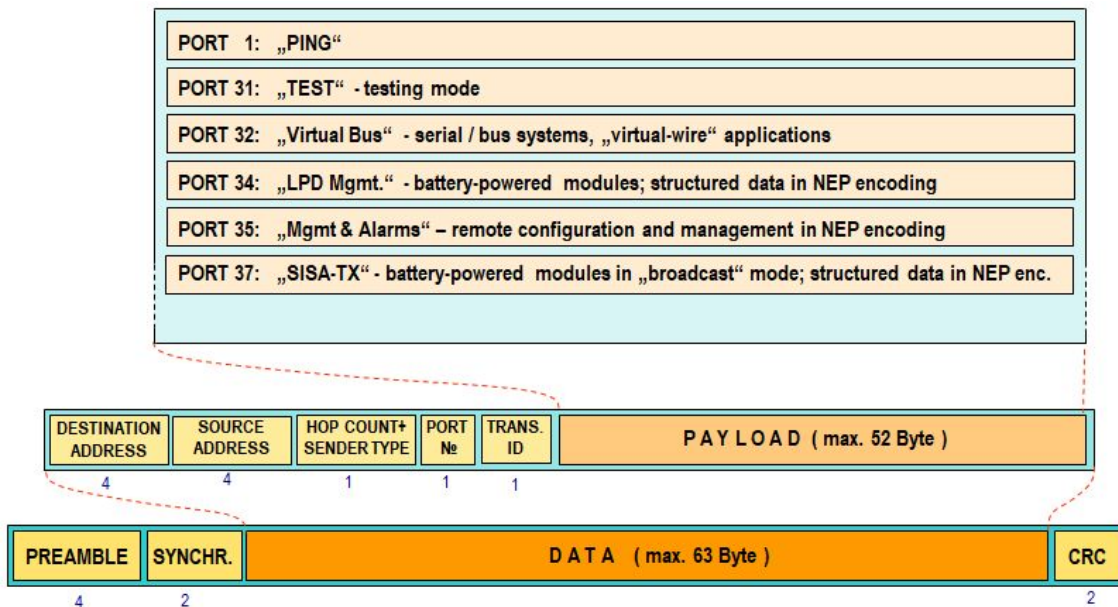 PORT 1: „PING“
PORT 31: „TEST“ - testing mode
PORT 32: „Virtual Bus“ - serial / bus systems, „virtual-wire“ applications
PORT 34: „LPD Mgmt.“ - battery-powered modules; structured data in NEP encoding
PORT 35: „Mgmt & Alarms“ – remote configuration and management in NEP encoding
PORT 37: „SISA-TX“ - battery-powered modules in „broadcast“ mode; structured data in NEP enc.
DESTINATION ADDRESS
SOURCE ADDRESS
HOP COUNT+ SENDER TYPE
PORT №
TRANS. ID
PAYLOAD ( max. 52 Byte )
4 4 1 1 1
PREAMBLE SYNCHR. DATA ( max. 63 Byte ) CRC
4 2 2